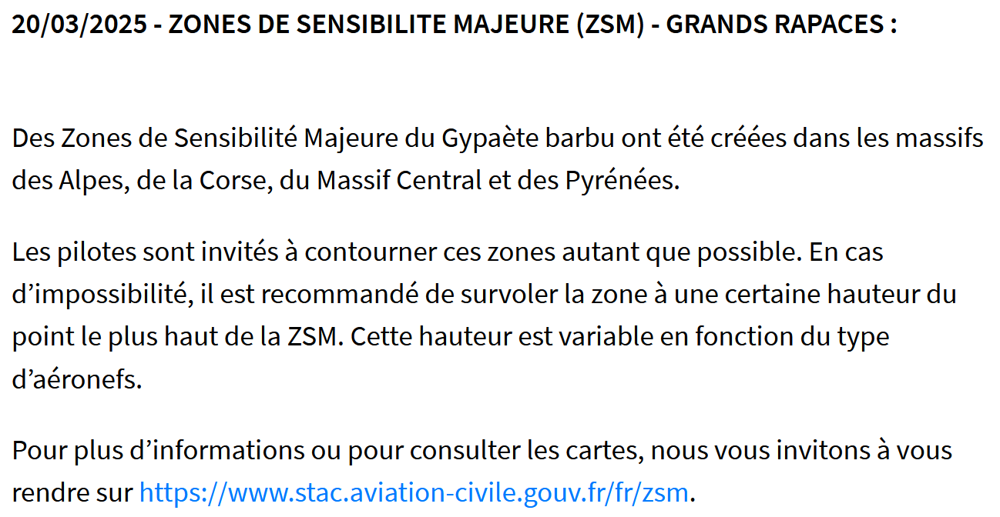 20/03/2025 - ZONES DE SENSIBILITE MAJEURE (ZSM) - GRANDS RAPACES :
Des Zones de Sensibilité Majeure du Gypaète barbu ont été créées dans les massifs
des Alpes, de la Corse, du Massif Central et des Pyrénées.
Les pilotes sont invités à contourner ces zones autant que possible. En cas
d’impossibilité, il est recommandé de survoler la zone à une certaine hauteur du
point le plus haut de la ZSM. Cette hauteur est variable en fonction du type
d’aéronefs.
Pour plus d’informations ou pour consulter les cartes, nous vous invitons à vous
rendre sur https://www.stac.aviation-civile.gouv.fr/fr/zsm.